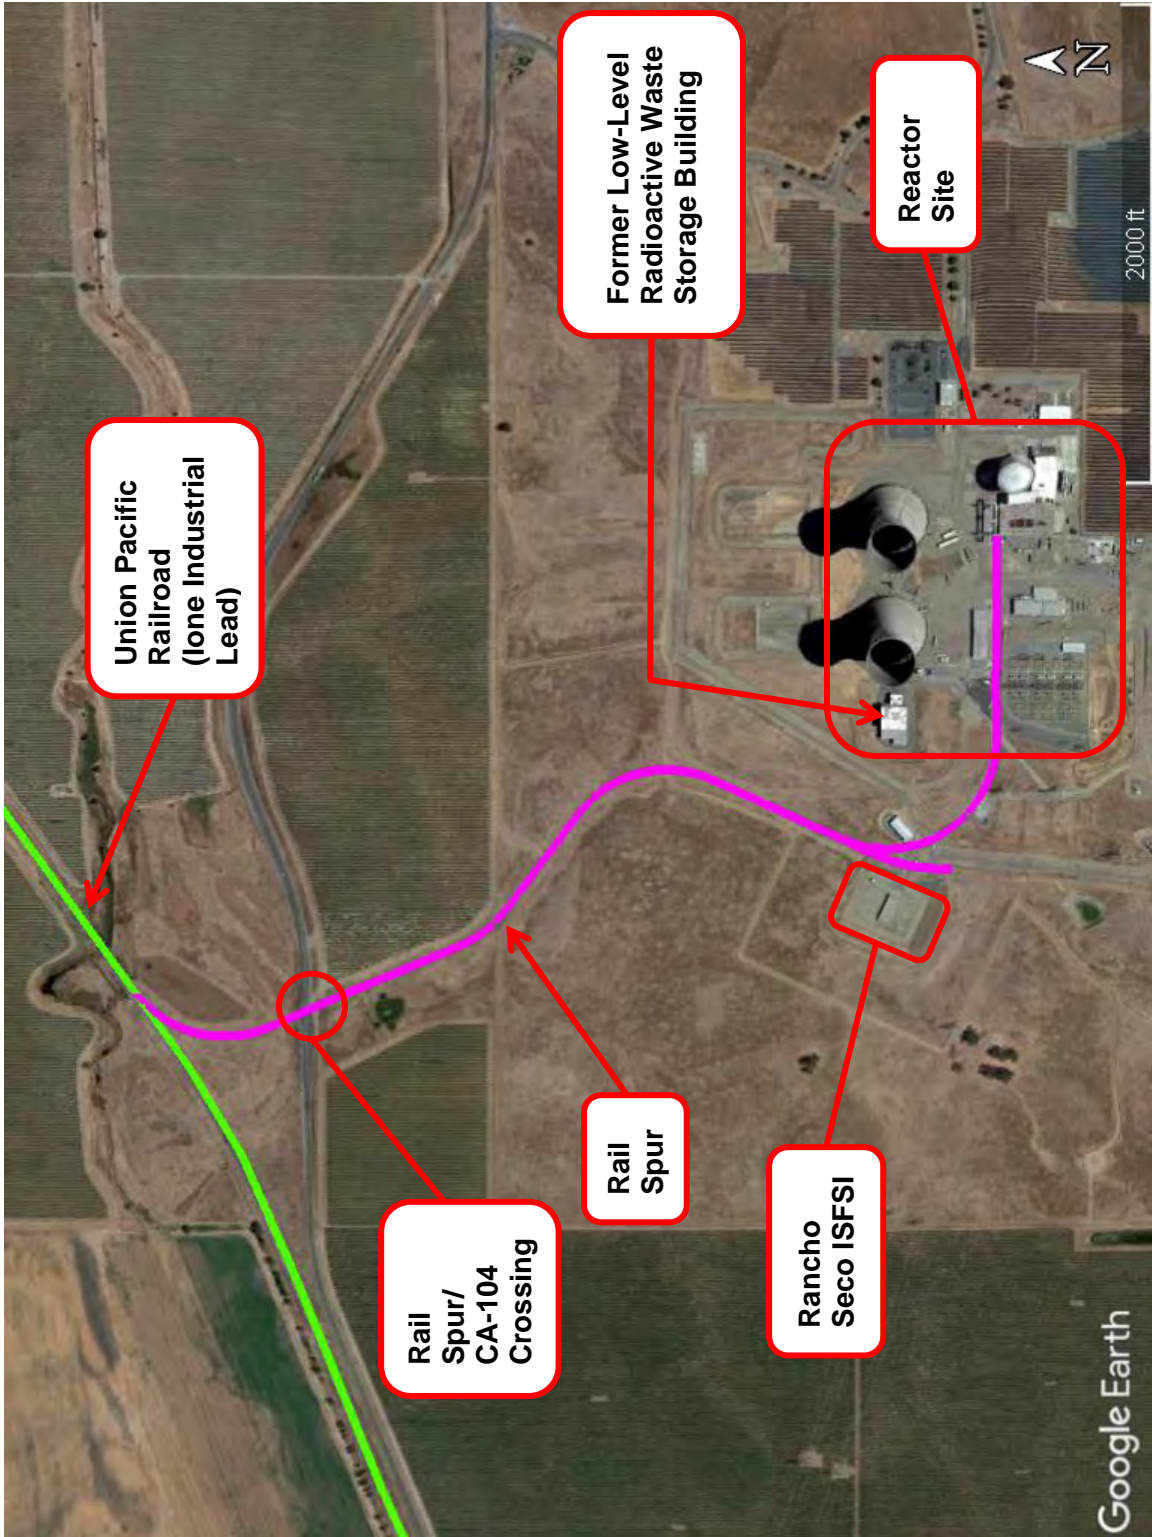 Union Pacific
Railroad
(Ione Industrial
Lead)
Former Low-Level
Radioactive Waste
Storage Building
Rail
Spur/
CA-104
Crossing
Rail
Spur
Reactor
Site
Rancho
Seco ISFSI
N
Google Earth
2000 ft